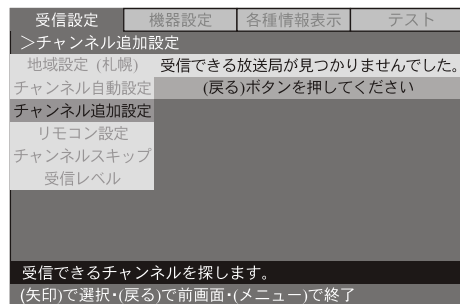 受信設定 機器設定 各種情報表示 テスト
＞チャンネル追加設定
地域設定 (札幌) 受信できる放送局が見つかりませんでした。
チャンネル自動設定 (戻る)ボタンを押してください
チャンネル追加設定
リモコン設定
チャンネルスキップ
受信レベル
受信できるチャンネルを探します。
(矢印)で選択・(戻る)で前画面・(メニュー)で終了